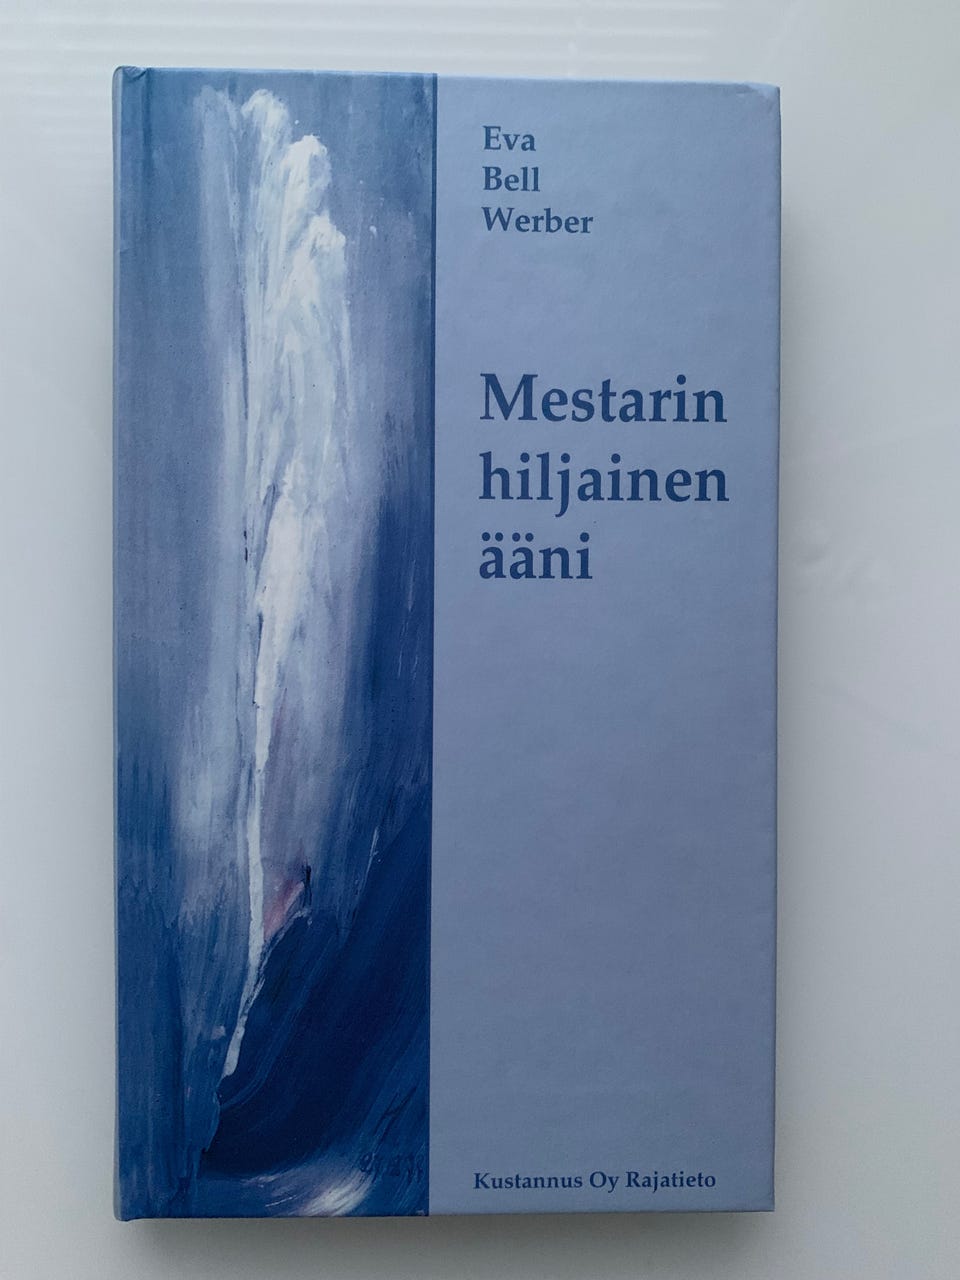 Eva
Bell
Werber
Mestarin
hiljainen
ääni
Kustannus Oy Rajatieto